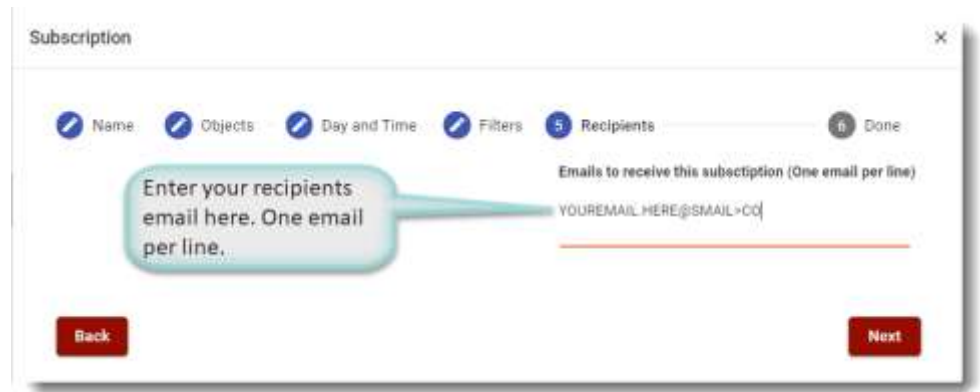 Subscription ×
Name Objects Day and Time Filters 5 Recipients 6 Done
Emails to receive this subsctiption (One email per line)
YOUREMAIL.HERE@SMAIL>CO
Enter your recipients
email here. One email
per line.
Back Next